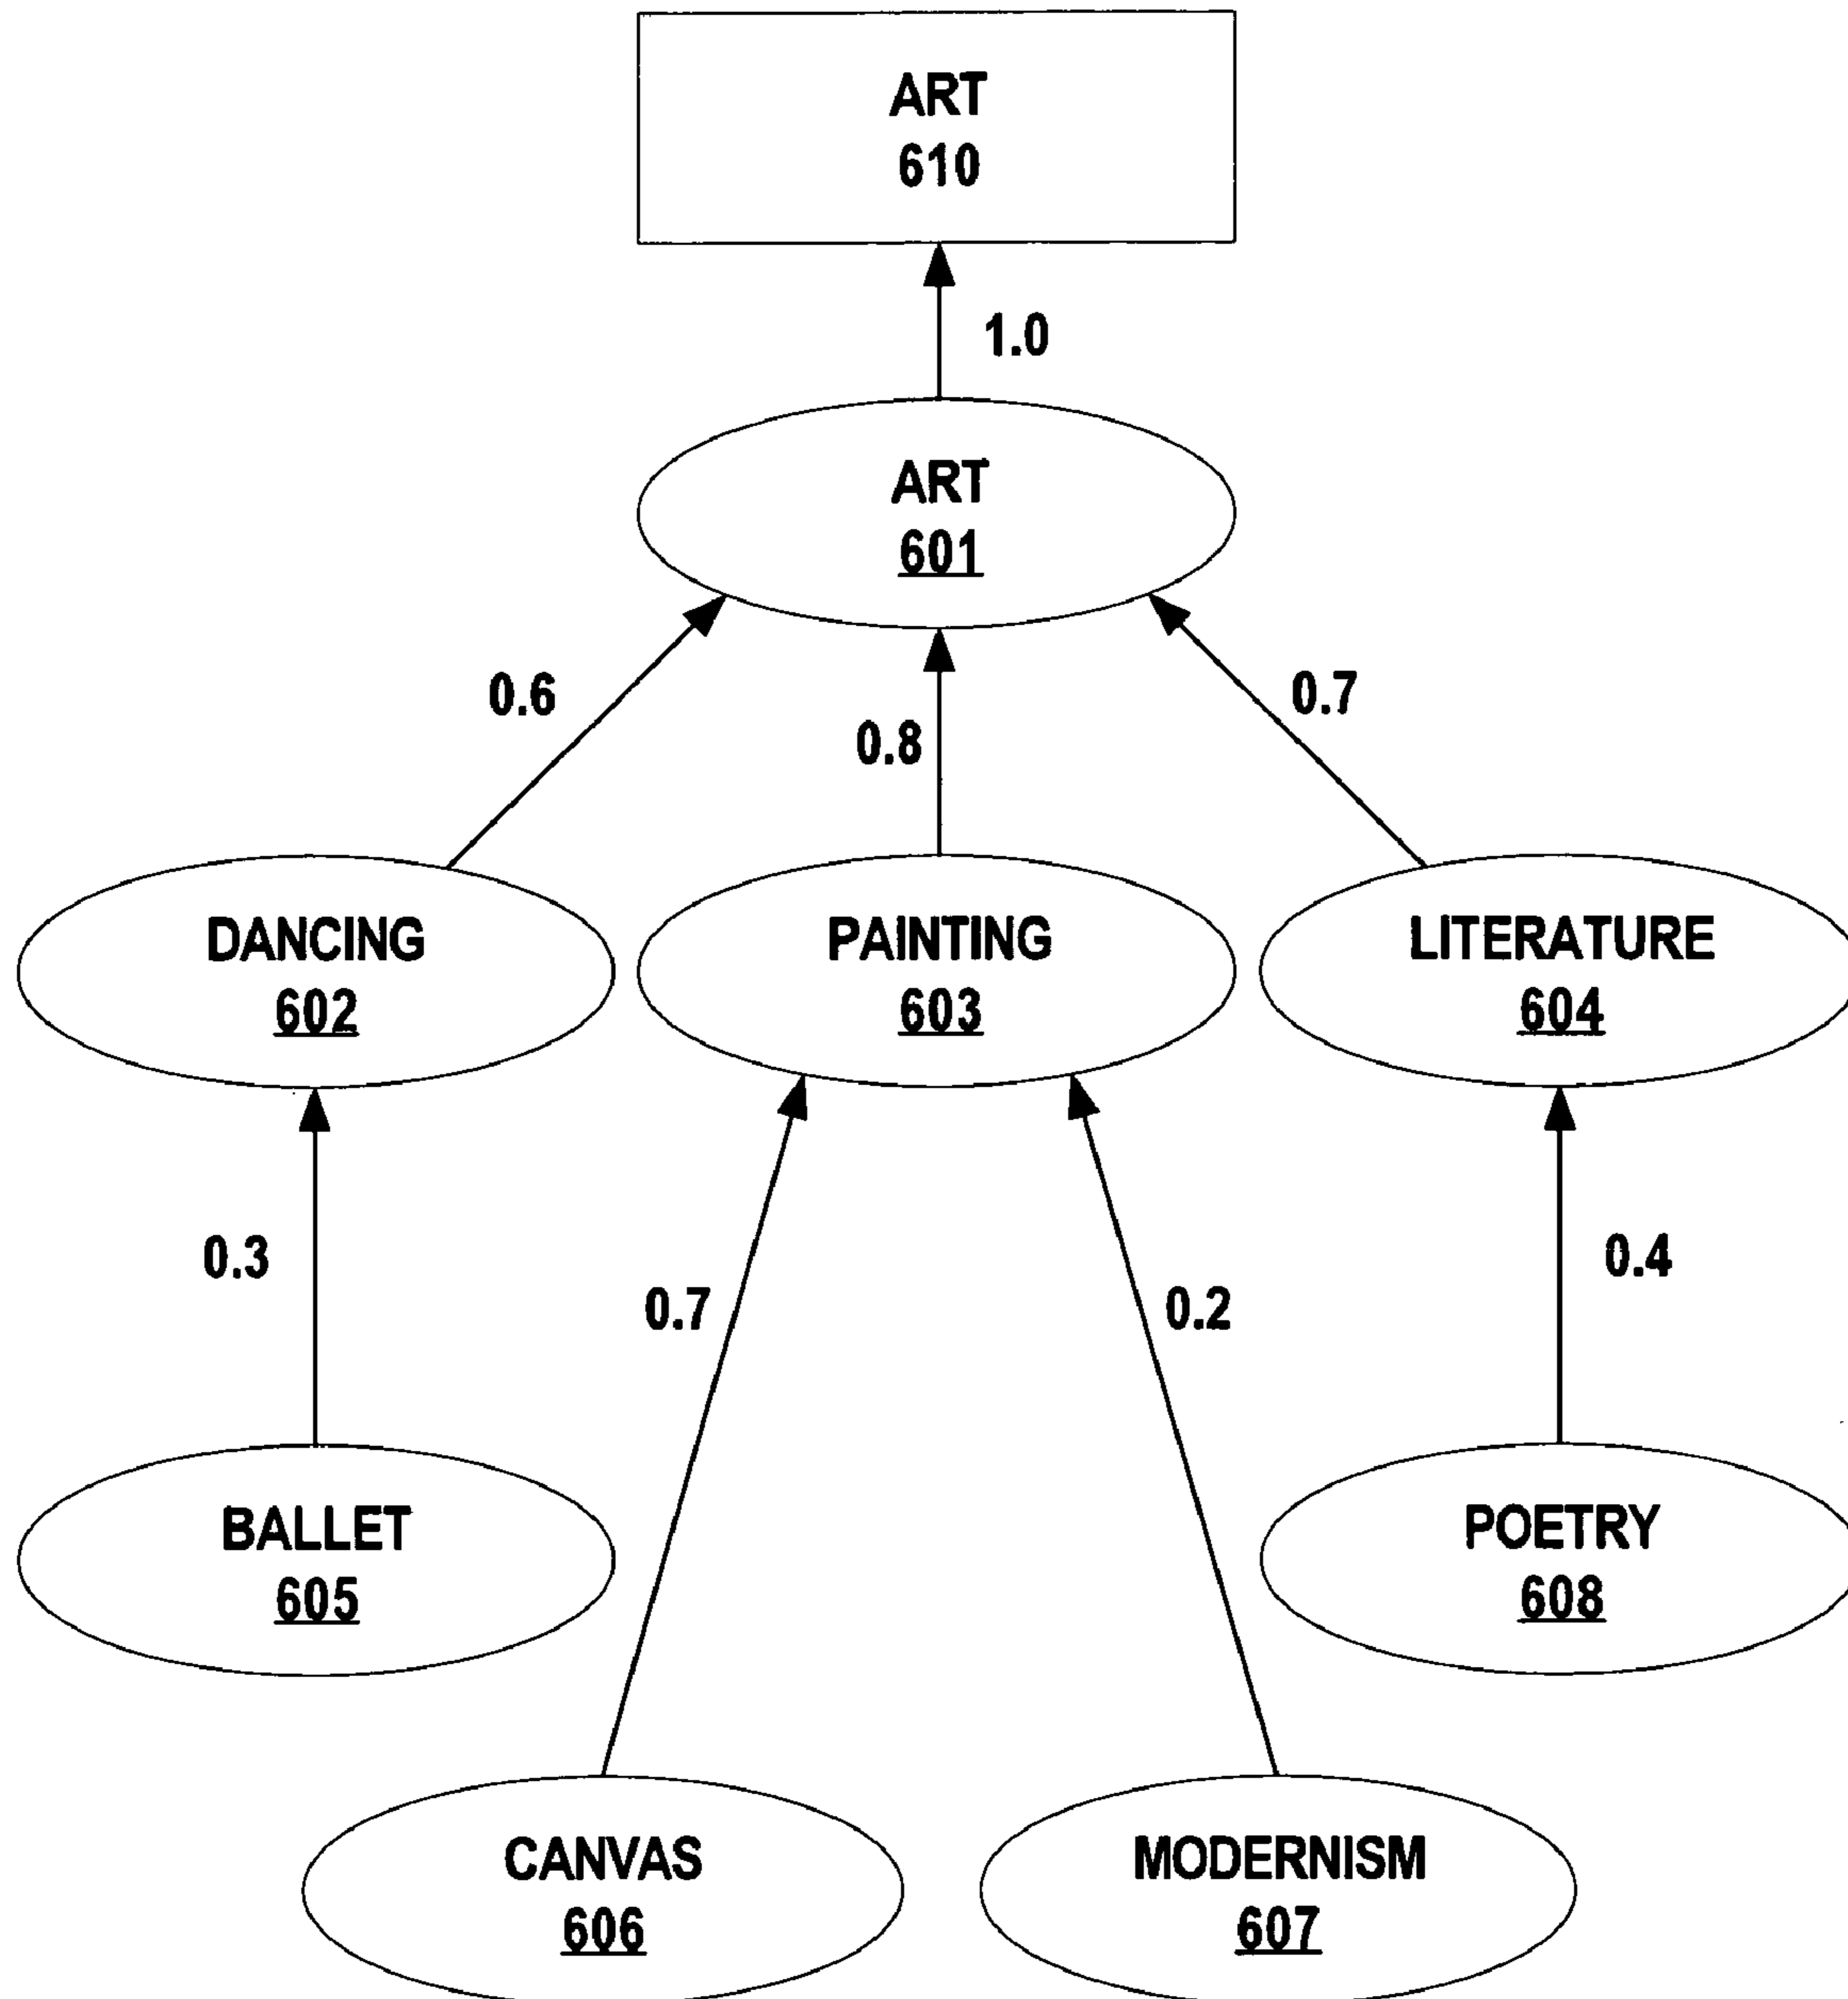 ART
610
1.0
ART
601
0.6
0.8
0.7
DANCING
602
PAINTING
603
LITERATURE
604
0.3
0.7
0.2
0.4
BALLET
605
POETRY
608
CANVAS
606
MODERNISM
607